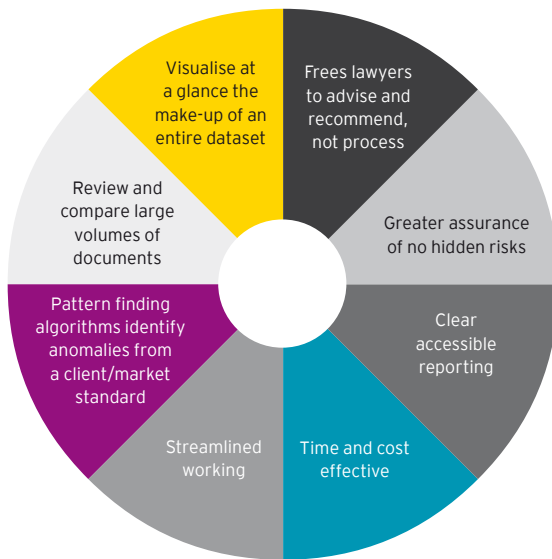 Visualise at
a glance the
make-up of an
entire dataset
Frees lawyers
to advise and
recommend,
not process
Greater assurance
of no hidden risks
Clear
accessible
reporting
Time and cost
effective
Streamlined
working
Pattern finding
algorithms identify
anomalies from
a client/market
standard
Review and
compare large
volumes of
documents